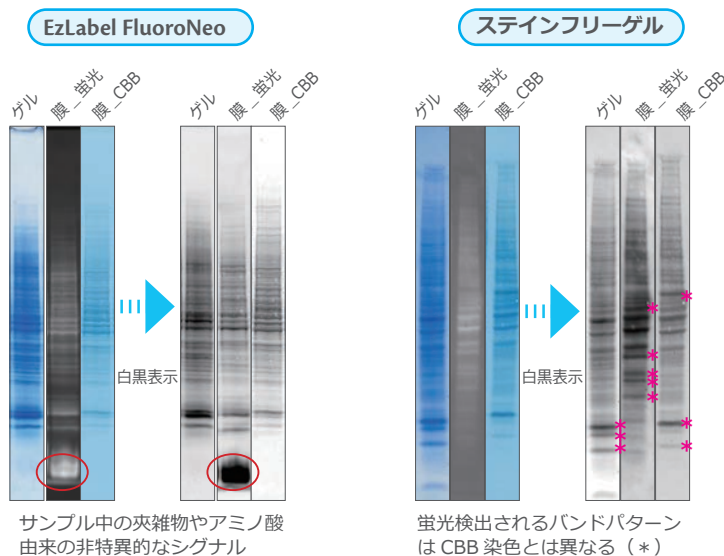 EzLabel FluoroNeo
ステインフリーゲル
ゲル
膜_蛍光
膜_CBB
ゲル
膜_蛍光
膜_CBB
ゲル
膜_蛍光
膜_CBB
ゲル
膜_蛍光
膜_CBB
白黒表示
白黒表示
*
*
*
*
*
*
*
*
*
*
*
サンプル中の夾雑物やアミノ酸
由来の非特異的なシグナル
蛍光検出されるバンドパターン
は CBB 染色とは異なる（*）